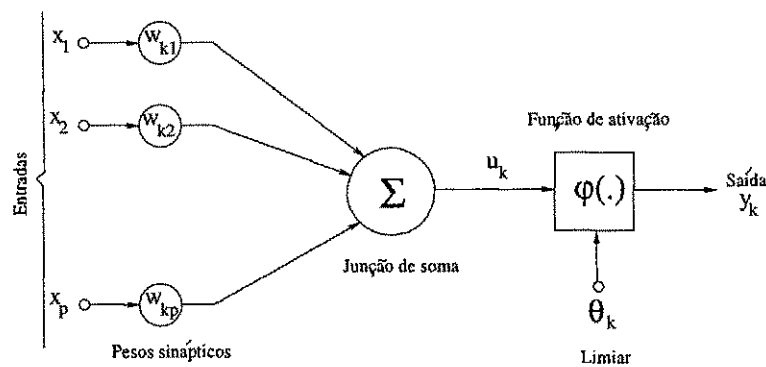 x1
wk1
x2
wk2
Função de ativação
Entradas
Σ
uk
φ(.)
Saída
yk
Junção de soma
xp
wkp
θk
Pesos sinápticos
Limiar